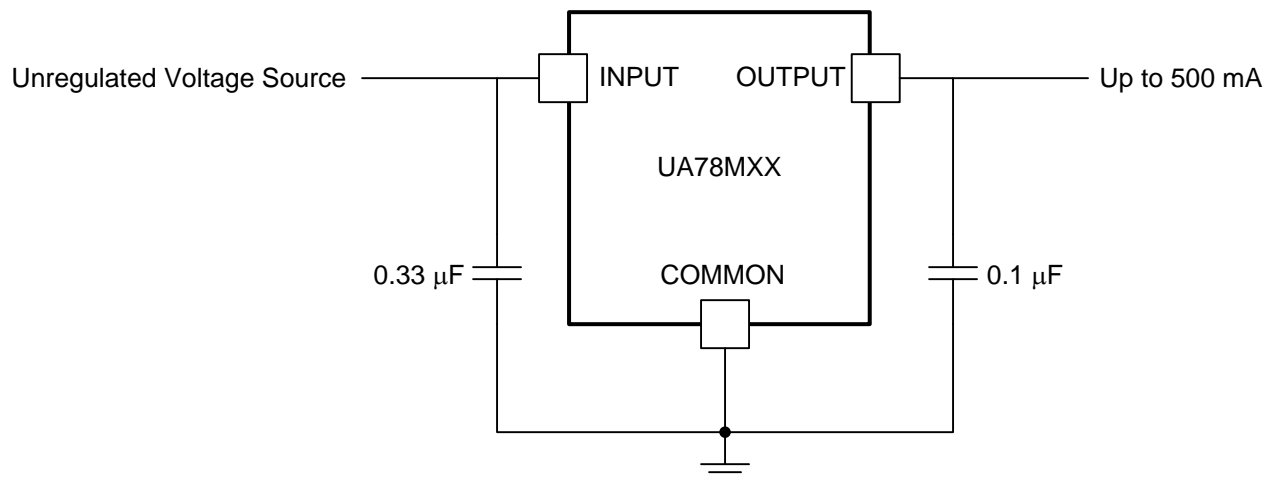 Unregulated Voltage Source
INPUT
OUTPUT
Up to 500 mA
UA78MXX
0.33 μF
COMMON
0.1 μF